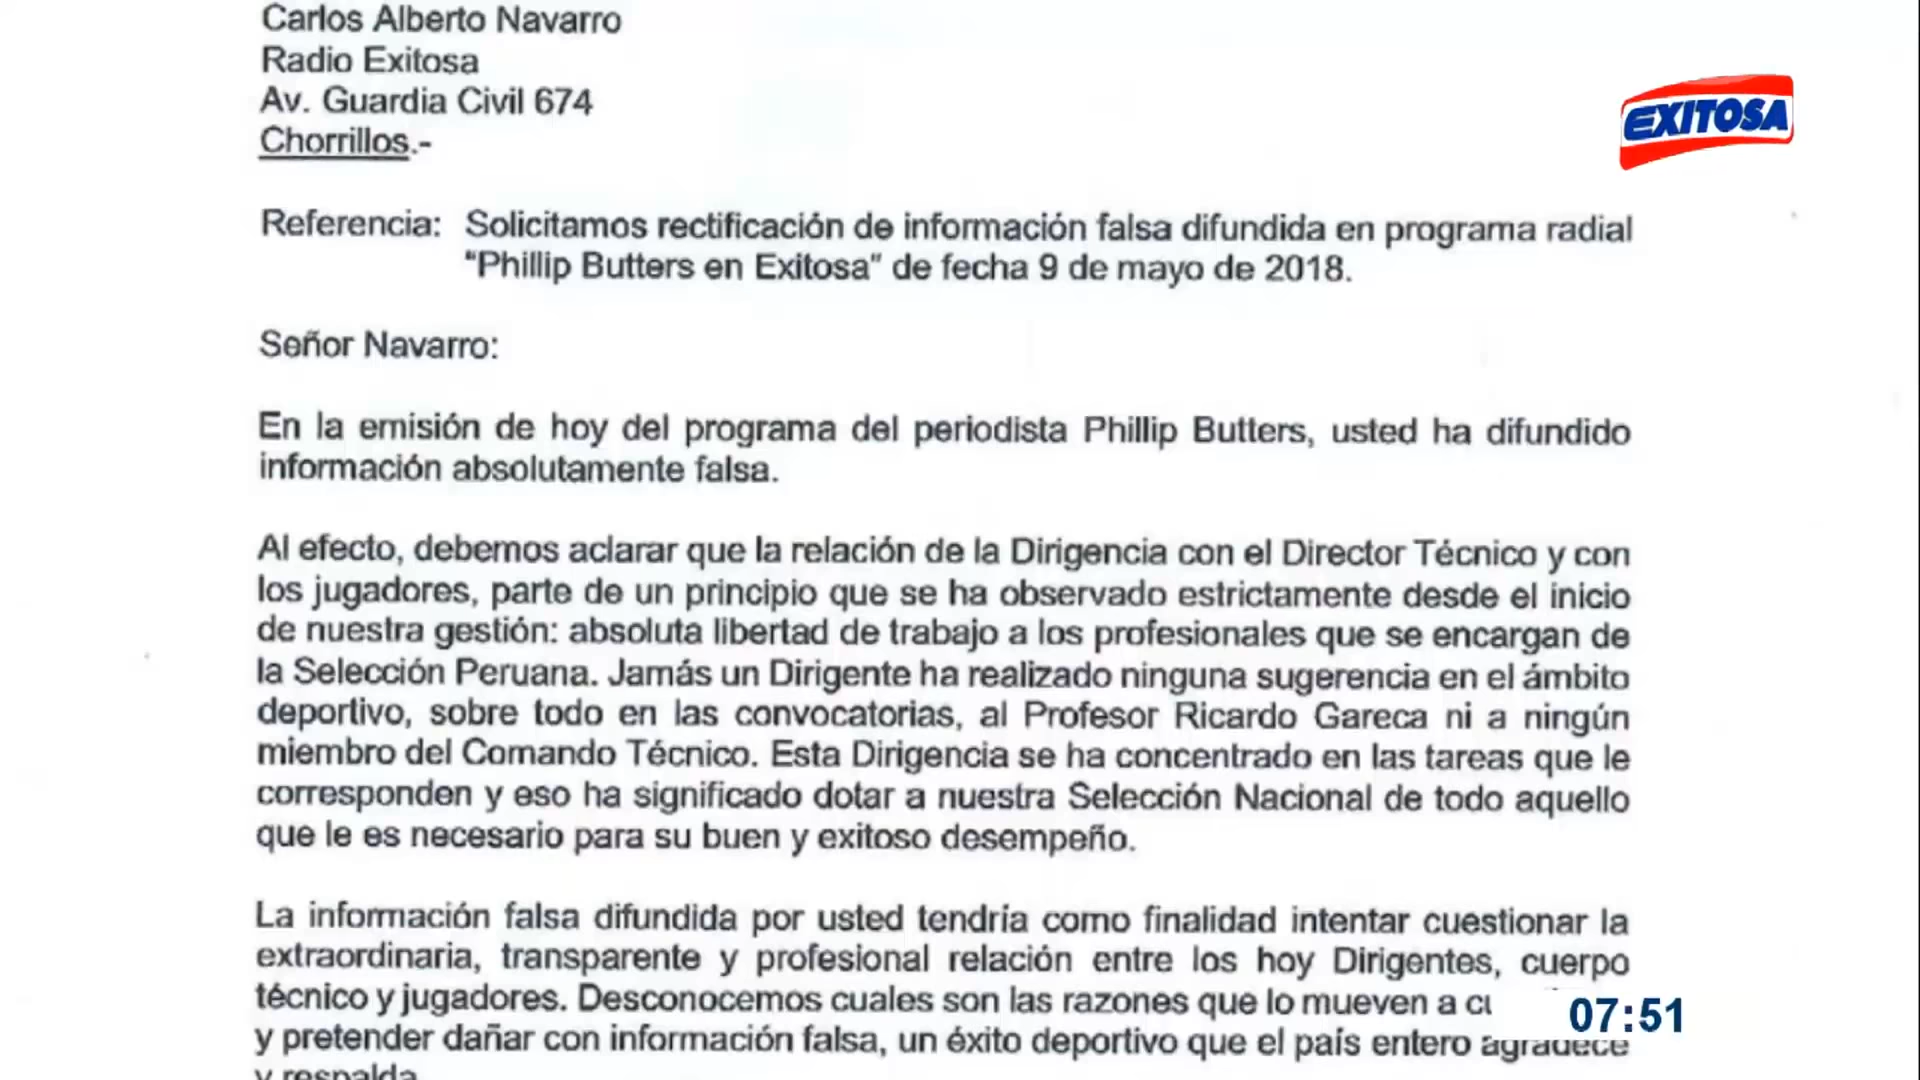 Carlos Alberto Navarro
Radio Exitosa
Av. Guardia Civil 674
Chorrillos.-
EXITOSA
Referencia: Solicitamos rectificación de información falsa difundida en programa radial
"Phillip Butters en Exitosa" de fecha 9 de mayo de 2018.
Señor Navarro:
En la emisión de hoy del programa del periodista Phillip Butters, usted ha difundido
información absolutamente falsa.
Al efecto, debemos aclarar que la relación de la Dirigencia con el Director Técnico y con
los jugadores, parte de un principio que se ha observado estrictamente desde el inicio
de nuestra gestión: absoluta libertad de trabajo a los profesionales que se encargan de
la Selección Peruana. Jamás un Dirigente ha realizado ninguna sugerencia en el ámbito
deportivo, sobre todo en las convocatorias, al Profesor Ricardo Gareca ni a ningún
miembro del Comando Técnico. Esta Dirigencia se ha concentrado en las tareas que le
corresponden y eso ha significado dotar a nuestra Selección Nacional de todo aquello
que le es necesario para su buen y exitoso desempeño.
La información falsa difundida por usted tendría como finalidad intentar cuestionar la
extraordinaria, transparente y profesional relación entre los hoy Dirigentes, cuerpo
técnico y jugadores. Desconocemos cuales son las razones que lo mueven a
y pretender dañar con información falsa, un éxito deportivo que el país entero agradece
y respalda.
07:51